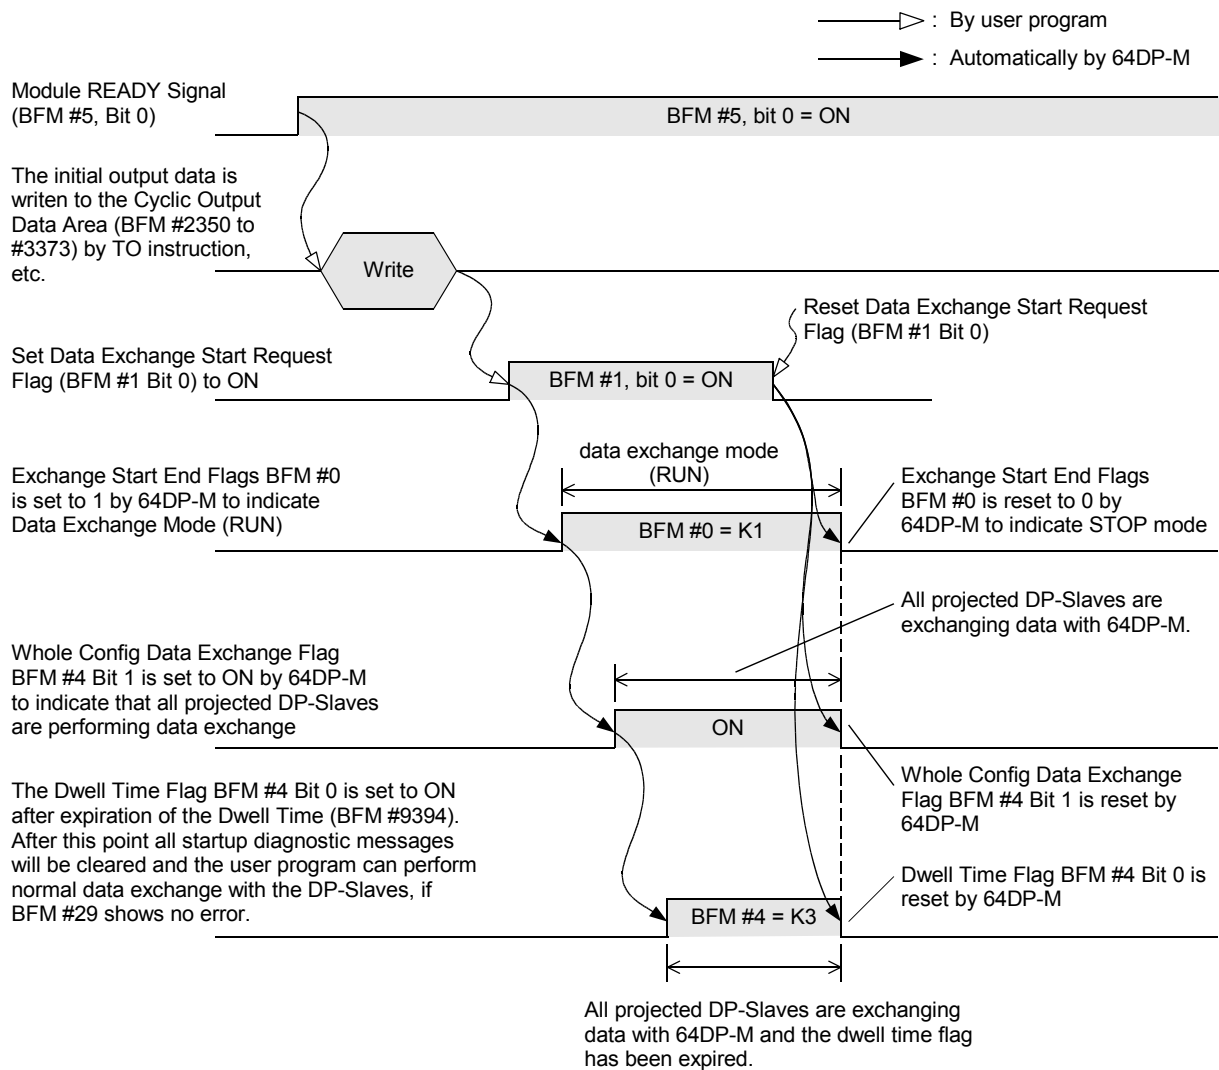 : By user program
: Automatically by 64DP-M
Module READY Signal
(BFM #5, Bit 0)
BFM #5, bit 0 = ON
The initial output data is
writen to the Cyclic Output
Data Area (BFM #2350 to
#3373) by TO instruction,
etc.
Write
Reset Data Exchange Start Request
Flag (BFM #1 Bit 0)
Set Data Exchange Start Request
Flag (BFM #1 Bit 0) to ON
BFM #1, bit 0 = ON
data exchange mode
(RUN)
Exchange Start End Flags BFM #0
is set to 1 by 64DP-M to indicate
Data Exchange Mode (RUN)
BFM #0 = K1
Exchange Start End Flags
BFM #0 is reset to 0 by
64DP-M to indicate STOP mode
All projected DP-Slaves are
exchanging data with 64DP-M.
Whole Config Data Exchange Flag
BFM #4 Bit 1 is set to ON by 64DP-M
to indicate that all projected DP-Slaves
are performing data exchange
ON
Whole Config Data Exchange
Flag BFM #4 Bit 1 is reset by
64DP-M
The Dwell Time Flag BFM #4 Bit 0 is set to ON
after expiration of the Dwell Time (BFM #9394).
After this point all startup diagnostic messages
will be cleared and the user program can perform
normal data exchange with the DP-Slaves, if
BFM #29 shows no error.
BFM #4 = K3
Dwell Time Flag BFM #4 Bit 0 is
reset by 64DP-M
All projected DP-Slaves are exchanging
data with 64DP-M and the dwell time flag
has been expired.